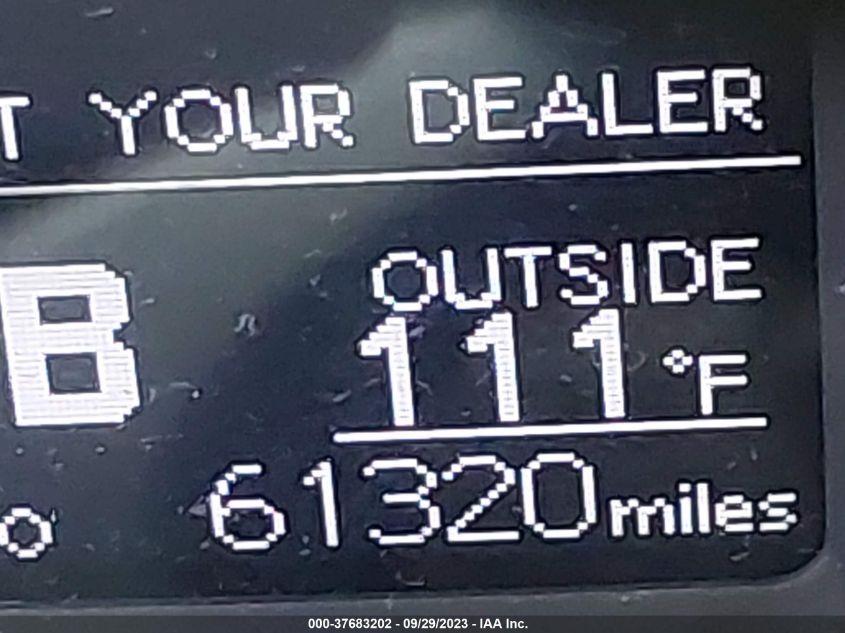 T YOUR DEALER
OUTSIDE
B 111°F
o 61320 miles
000-37683202 - 09/29/2023 - IAA Inc.